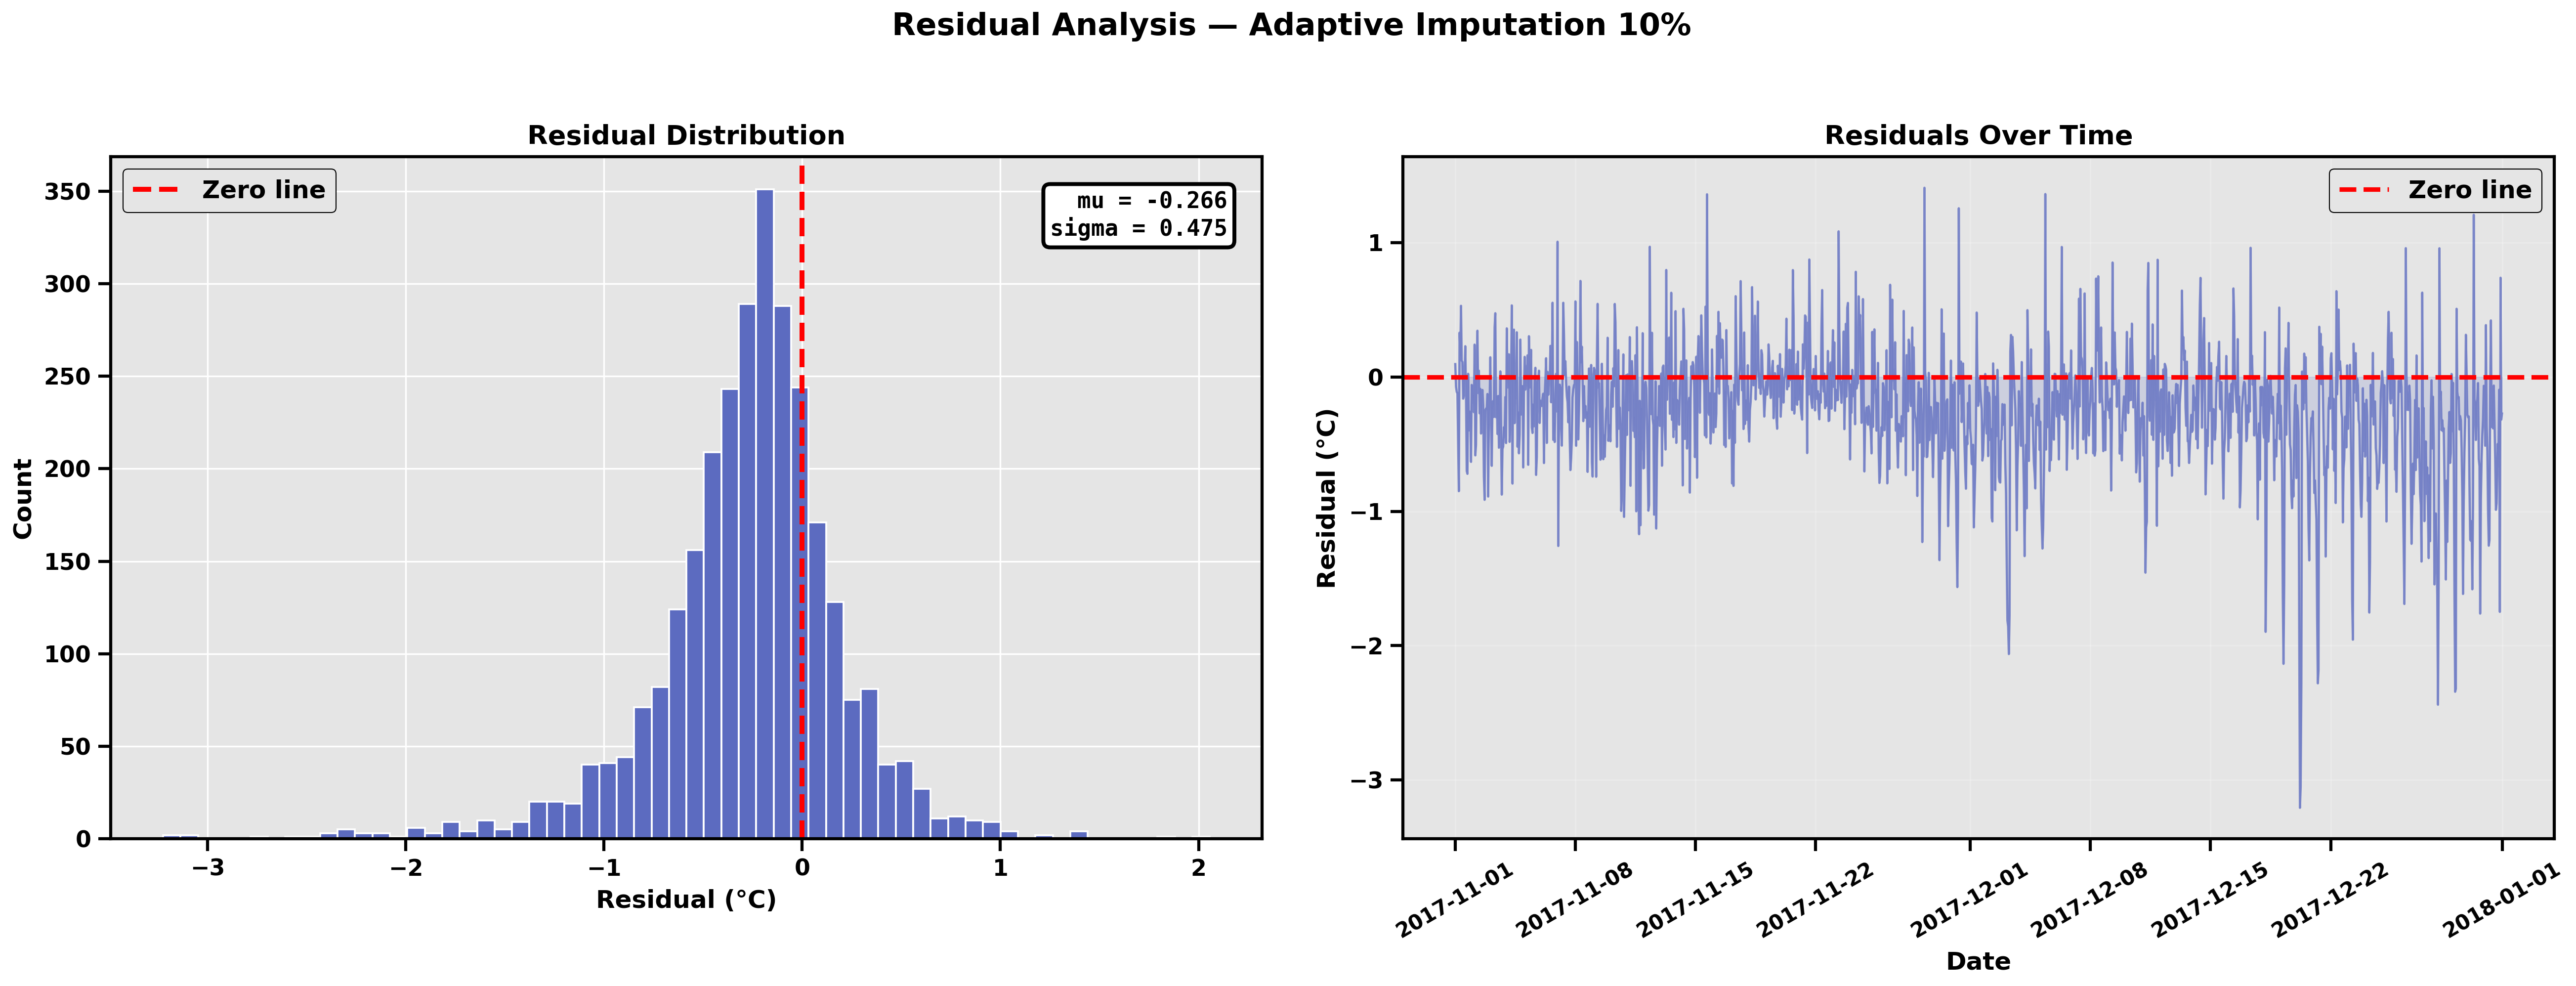 Residual Analysis — Adaptive Imputation 10%
Residual Distribution
Zero line
mu = -0.266
sigma = 0.475
350
300
250
200
150
100
50
0
Count
−3
−2
−1
0
1
2
Residual (°C)
Residuals Over Time
Zero line
1
0
−1
−2
−3
Residual (°C)
2017-11-01
2017-11-08
2017-11-15
2017-11-22
2017-12-01
2017-12-08
2017-12-15
2017-12-22
2018-01-01
Date